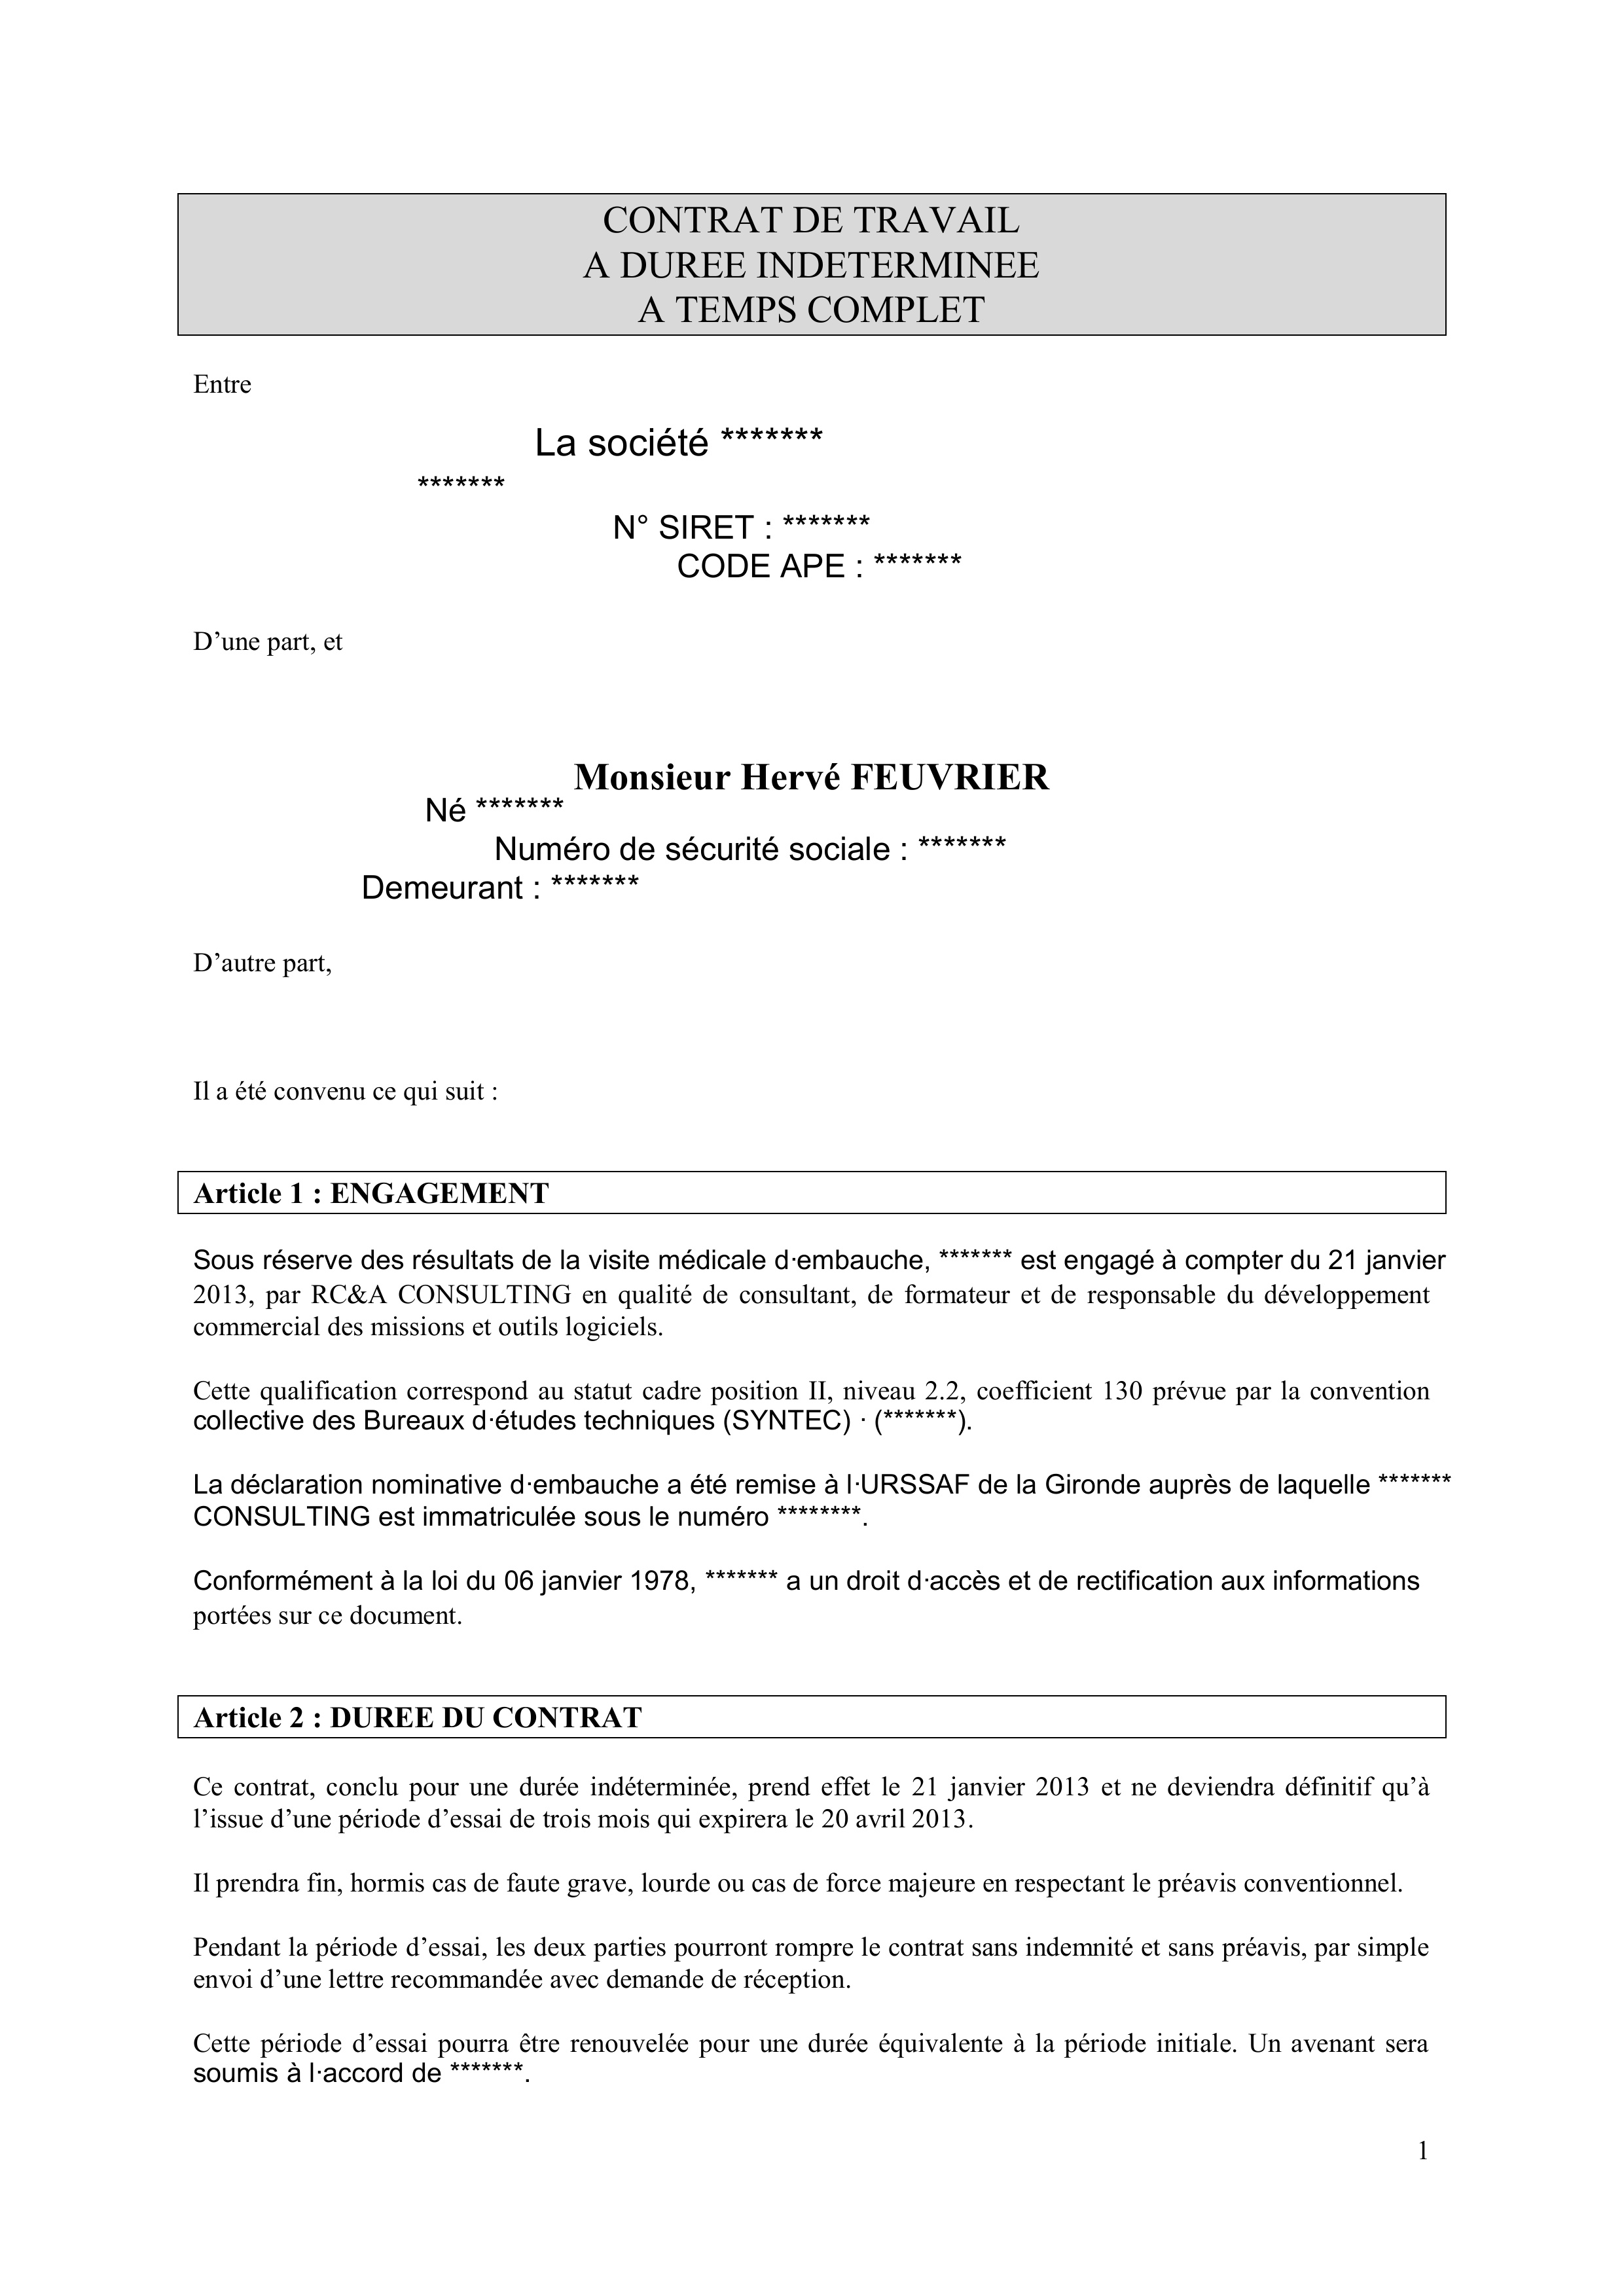 CONTRAT DE TRAVAIL
A DUREE INDETERMINEE
A TEMPS COMPLET
Entre
La société *******
*******
N° SIRET : *******
CODE APE : *******
D’une part, et
Monsieur Hervé FEUVRIER
Né *******
Numéro de sécurité sociale : *******
Demeurant : *******
D’autre part,
Il a été convenu ce qui suit :
Article 1 : ENGAGEMENT
Sous réserve des résultats de la visite médicale d·embauche, ******* est engagé à compter du 21 janvier
2013, par RC&A CONSULTING en qualité de consultant, de formateur et de responsable du développement
commercial des missions et outils logiciels.
Cette qualification correspond au statut cadre position II, niveau 2.2, coefficient 130 prévue par la convention
collective des Bureaux d·études techniques (SYNTEC) · (*******).
La déclaration nominative d·embauche a été remise à l·URSSAF de la Gironde auprès de laquelle *******
CONSULTING est immatriculée sous le numéro ********.
Conformément à la loi du 06 janvier 1978, ******* a un droit d·accès et de rectification aux informations
portées sur ce document.
Article 2 : DUREE DU CONTRAT
Ce contrat, conclu pour une durée indéterminée, prend effet le 21 janvier 2013 et ne deviendra définitif qu’à
l’issue d’une période d’essai de trois mois qui expirera le 20 avril 2013.
Il prendra fin, hormis cas de faute grave, lourde ou cas de force majeure en respectant le préavis conventionnel.
Pendant la période d’essai, les deux parties pourront rompre le contrat sans indemnité et sans préavis, par simple
envoi d’une lettre recommandée avec demande de réception.
Cette période d’essai pourra être renouvelée pour une durée équivalente à la période initiale. Un avenant sera
soumis à l·accord de *******.
1